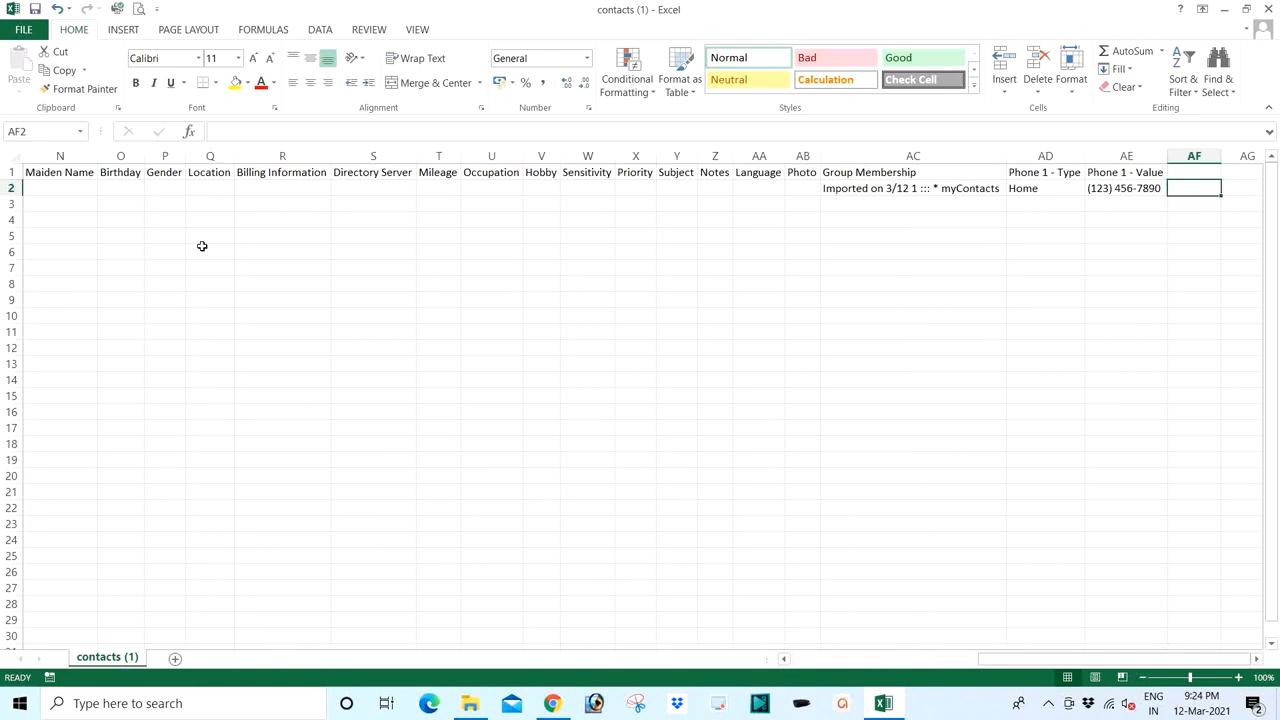 contacts (1) - Excel
FILE HOME INSERT PAGE LAYOUT FORMULAS DATA REVIEW VIEW
Paste
Cut
Copy
Format Painter
Clipboard
Calibri 11
B I U
Font
Wrap Text
Merge & Center
Alignment
General
%
Number
Conditional Formatting
Format as Table
Normal Bad Good
Neutral Calculation Check Cell
Styles
Insert Delete Format
Cells
AutoSum
Fill
Clear
Sort & Filter
Find & Select
Editing
AF2
fx
N O P Q R S T U V W X Y Z AA AB AC AD AE AF AG
1 Maiden Name Birthday Gender Location Billing Information Directory Server Mileage Occupation Hobby Sensitivity Priority Subject Notes Language Photo Group Membership Phone 1 - Type Phone 1 - Value
2 Imported on 3/12 1 ::: * myContacts Home (123) 456-7890
3
4
5
6
7
8
9
10
11
12
13
14
15
16
17
18
19
20
21
22
23
24
25
26
27
28
29
30
contacts (1)
READY 100%
Type here to search
ENG
IN
9:24 PM
12-Mar-2021
2